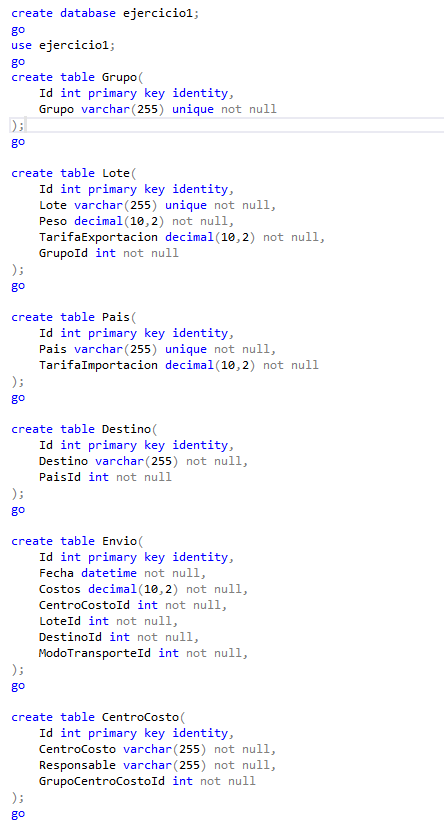 create database ejercicio1;
go
use ejercicio1;
go
create table Grupo(
    Id int primary key identity,
    Grupo varchar(255) unique not null
);
go

create table Lote(
    Id int primary key identity,
    Lote varchar(255) unique not null,
    Peso decimal(10,2) not null,
    TarifaExportacion decimal(10,2) not null,
    GrupoId int not null
);
go

create table Pais(
    Id int primary key identity,
    Pais varchar(255) unique not null,
    TarifaImportacion decimal(10,2) not null
);
go

create table Destino(
    Id int primary key identity,
    Destino varchar(255) not null,
    PaisId int not null
);
go

create table Envio(
    Id int primary key identity,
    Fecha datetime not null,
    Costos decimal(10,2) not null,
    CentroCostoId int not null,
    LoteId int not null,
    DestinoId int not null,
    ModoTransporteId int not null,
);
go

create table CentroCosto(
    Id int primary key identity,
    CentroCosto varchar(255) not null,
    Responsable varchar(255) not null,
    GrupoCentroCostoId int not null
);
go